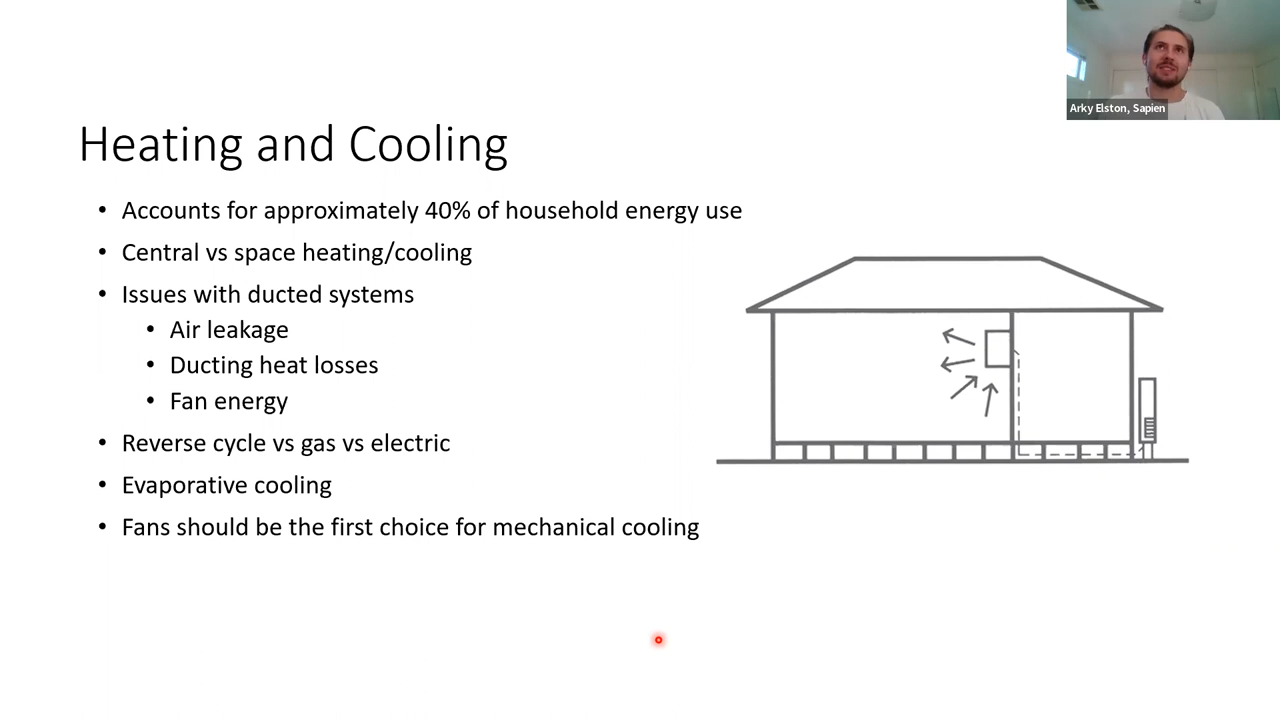 Arky Elston, Sapien
Heating and Cooling
• Accounts for approximately 40% of household energy use
• Central vs space heating/cooling
• Issues with ducted systems
• Air leakage
• Ducting heat losses
• Fan energy
• Reverse cycle vs gas vs electric
• Evaporative cooling
• Fans should be the first choice for mechanical cooling